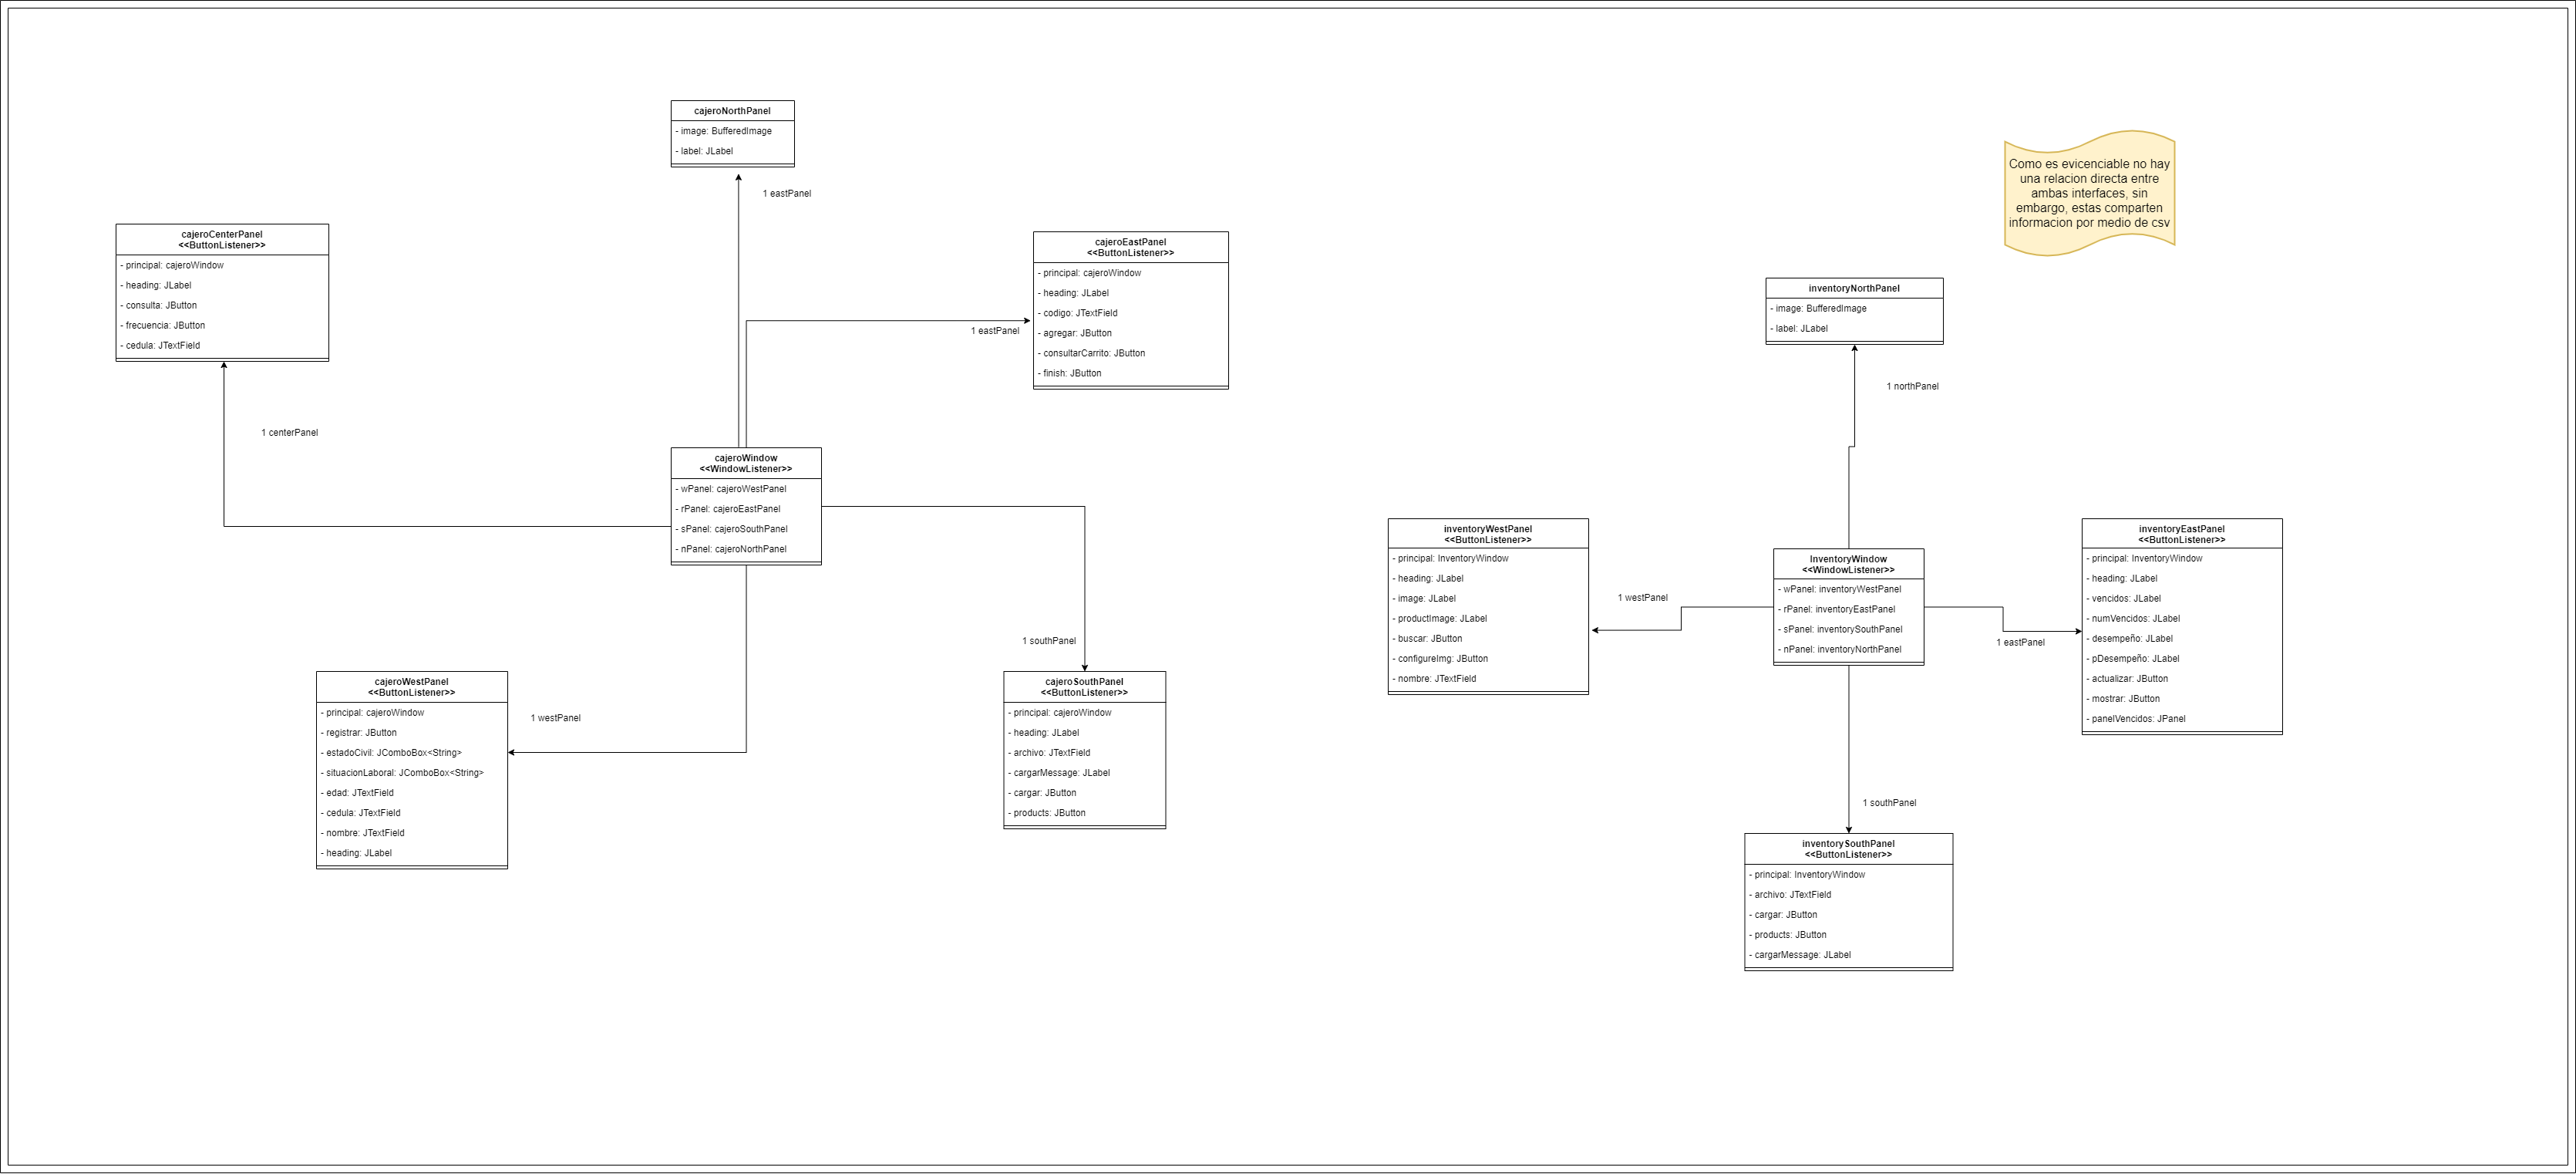 cajeroNorthPanel
- image: BufferedImage
- label: JLabel
1 eastPanel
cajeroCenterPanel
<<ButtonListener>>
- principal: cajeroWindow
- heading: JLabel
- consulta: JButton
- frecuencia: JButton
- cedula: JTextField
1 centerPanel
cajeroEastPanel
<<ButtonListener>>
- principal: cajeroWindow
- heading: JLabel
- codigo: JTextField
- agregar: JButton
- consultarCarrito: JButton
- finish: JButton
1 eastPanel
cajeroWindow
<<WindowListener>>
- wPanel: cajeroWestPanel
- rPanel: cajeroEastPanel
- sPanel: cajeroSouthPanel
- nPanel: cajeroNorthPanel
1 southPanel
cajeroWestPanel
<<ButtonListener>>
- principal: cajeroWindow
- registrar: JButton
- estadoCivil: JComboBox<String>
- situacionLaboral: JComboBox<String>
- edad: JTextField
- cedula: JTextField
- nombre: JTextField
- heading: JLabel
1 westPanel
cajeroSouthPanel
<<ButtonListener>>
- principal: cajeroWindow
- heading: JLabel
- archivo: JTextField
- cargarMessage: JLabel
- cargar: JButton
- products: JButton
Como es evicenciable no hay
una relacion directa entre
ambas interfaces, sin
embargo, estas comparten
informacion por medio de csv
inventoryNorthPanel
- image: BufferedImage
- label: JLabel
1 northPanel
inventoryWestPanel
<<ButtonListener>>
- principal: InventoryWindow
- heading: JLabel
- image: JLabel
- productImage: JLabel
- buscar: JButton
- configureImg: JButton
- nombre: JTextField
1 westPanel
InventoryWindow
<<WindowListener>>
- wPanel: inventoryWestPanel
- rPanel: inventoryEastPanel
- sPanel: inventorySouthPanel
- nPanel: inventoryNorthPanel
1 eastPanel
inventoryEastPanel
<<ButtonListener>>
- principal: InventoryWindow
- heading: JLabel
- vencidos: JLabel
- numVencidos: JLabel
- desempeño: JLabel
- pDesempeño: JLabel
- actualizar: JButton
- mostrar: JButton
- panelVencidos: JPanel
1 southPanel
inventorySouthPanel
<<ButtonListener>>
- principal: InventoryWindow
- archivo: JTextField
- cargar: JButton
- products: JButton
- cargarMessage: JLabel